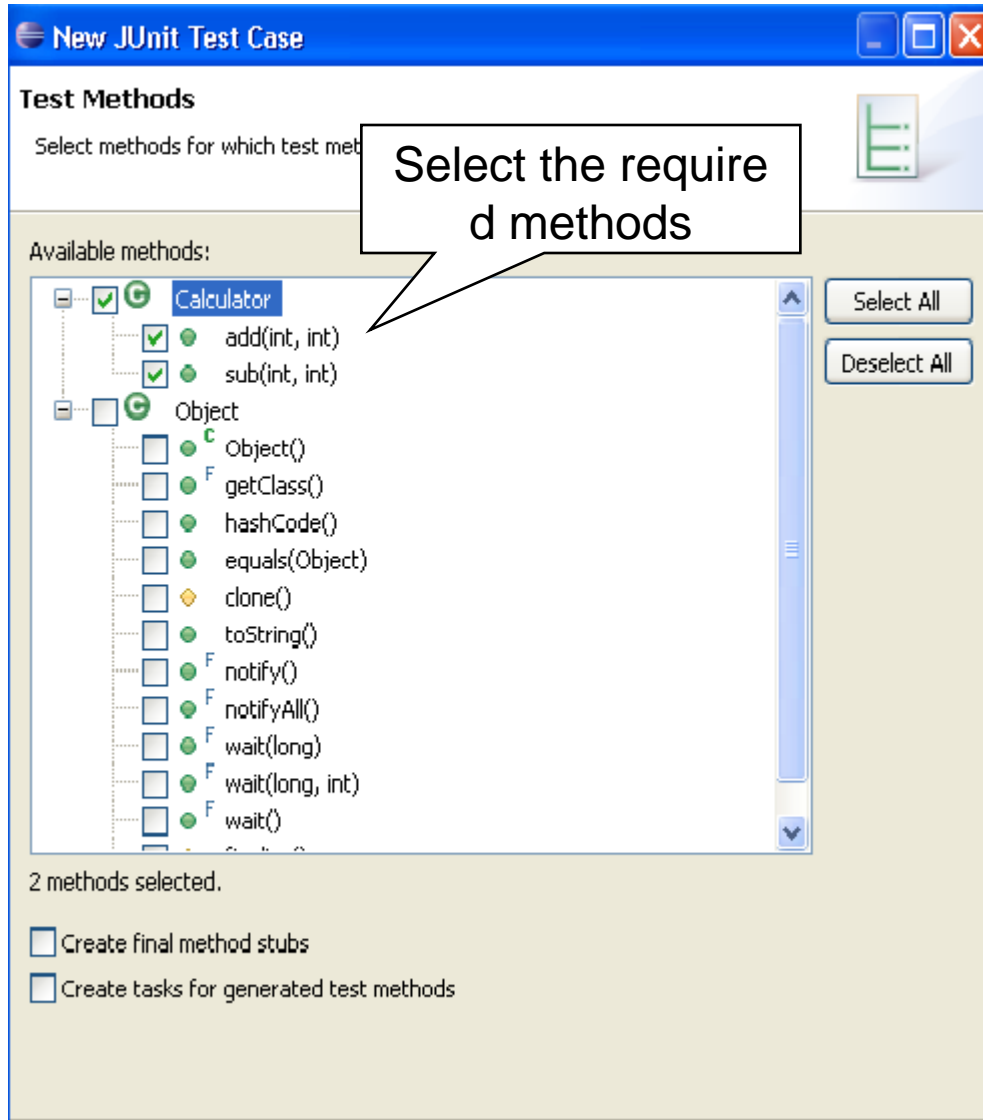 New JUnit Test Case
Test Methods
Select methods for which test met
Select the require
d methods
Available methods:
Calculator
add(int, int)
sub(int, int)
Object
C Object()
F getClass()
hashCode()
equals(Object)
clone()
toString()
F notify()
F notifyAll()
F wait(long)
F wait(long, int)
F wait()
Select All
Deselect All
2 methods selected.
Create final method stubs
Create tasks for generated test methods